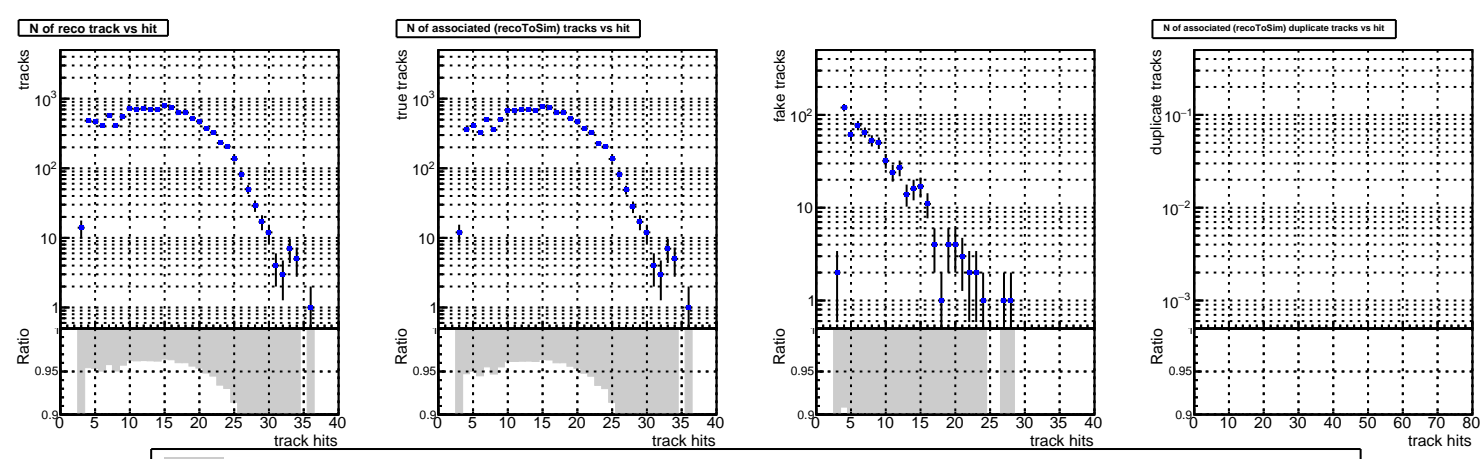 N of reco track vs hit
tracks
10³
10²
10
1
Ratio
1
0.95
0.9
0 5 10 15 20 25 30 35 40
track hits
N of associated (recoToSim) tracks vs hit
true tracks
10³
10²
10
1
Ratio
1
0.95
0.9
0 5 10 15 20 25 30 35 40
track hits
fake tracks
10²
10
1
Ratio
1
0.95
0.9
0 5 10 15 20 25 30 35 40
track hits
N of associated (recoToSim) duplicate tracks vs hit
duplicate tracks
10⁻¹
10⁻²
10⁻³
Ratio
1
0.95
0.9
0 10 20 30 40 50 60 70 80
track hits